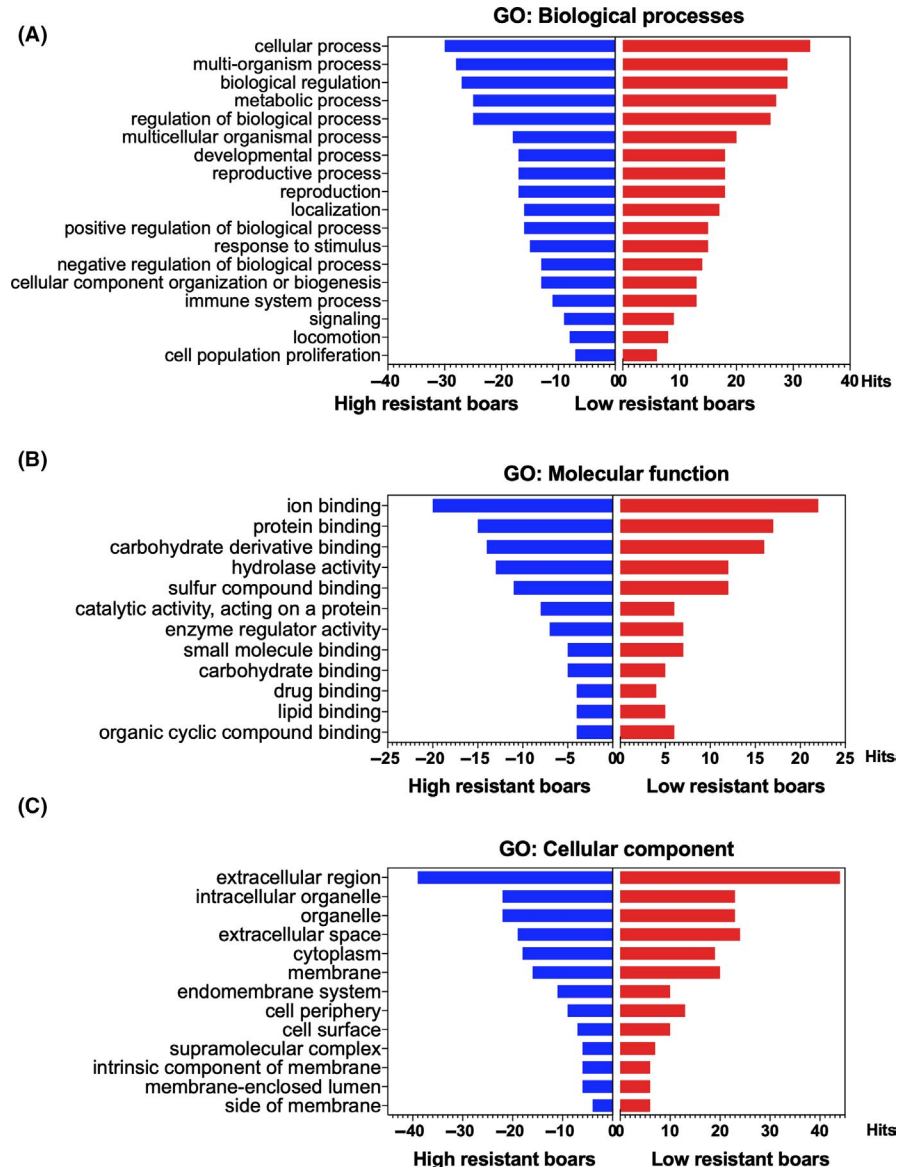 (A)
GO: Biological processes
cellular process
multi-organism process
biological regulation
metabolic process
regulation of biological process
multicellular organismal process
developmental process
reproductive process
reproduction
localization
positive regulation of biological process
response to stimulus
negative regulation of biological process
cellular component organization or biogenesis
immune system process
signaling
locomotion
cell population proliferation
–40 –30 –20 –10 0 0 10 20 30 40 Hits
High resistant boars Low resistant boars
(B)
GO: Molecular function
ion binding
protein binding
carbohydrate derivative binding
hydrolase activity
sulfur compound binding
catalytic activity, acting on a protein
enzyme regulator activity
small molecule binding
carbohydrate binding
drug binding
lipid binding
organic cyclic compound binding
–25 –20 –15 –10 –5 0 0 5 10 15 20 25 Hits
High resistant boars Low resistant boars
(C)
GO: Cellular component
extracellular region
intracellular organelle
organelle
extracellular space
cytoplasm
membrane
endomembrane system
cell periphery
cell surface
supramolecular complex
intrinsic component of membrane
membrane-enclosed lumen
side of membrane
–40 –30 –20 –10 0 0 10 20 30 40 Hits
High resistant boars Low resistant boars